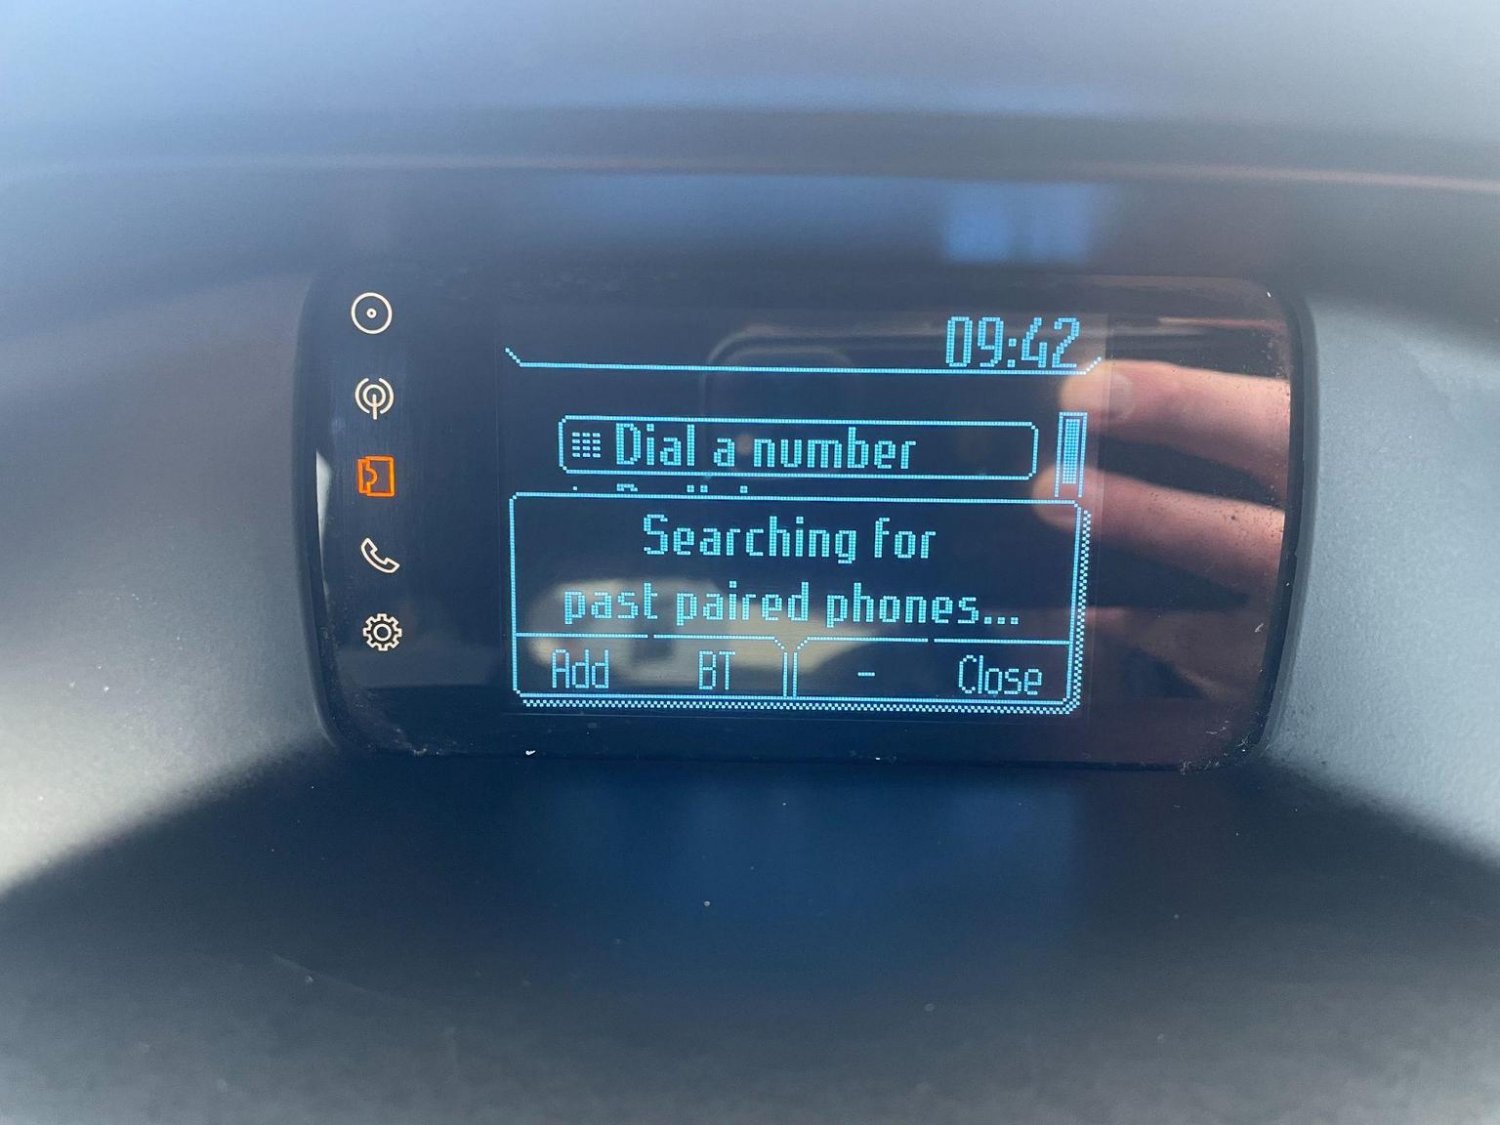 09:42
Dial a number
Searching for
past paired phones...
Add BT - Close